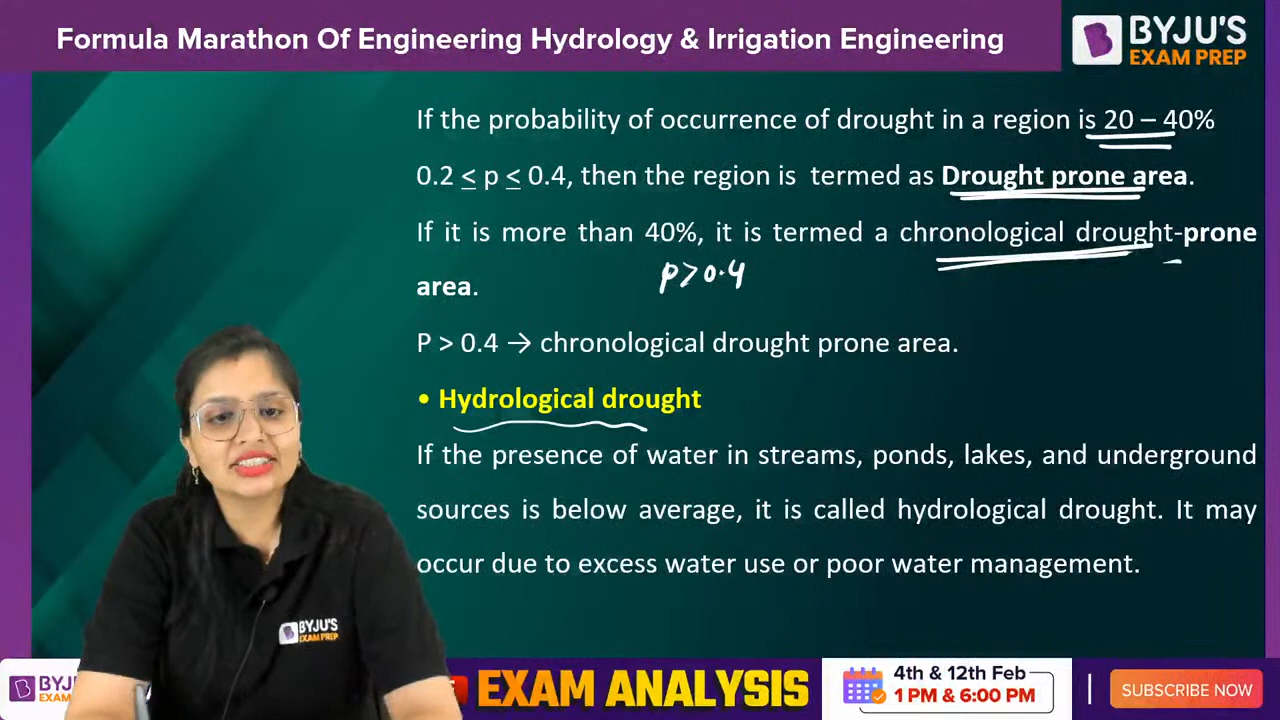 Formula Marathon Of Engineering Hydrology & Irrigation Engineering
BYJU'S
EXAM PREP
If the probability of occurrence of drought in a region is 20 – 40%
0.2 ≤ p ≤ 0.4, then the region is termed as Drought prone area.
If it is more than 40%, it is termed a chronological drought-prone
area.
p>0.4
P > 0.4 → chronological drought prone area.
• Hydrological drought
If the presence of water in streams, ponds, lakes, and underground
sources is below average, it is called hydrological drought. It may
occur due to excess water use or poor water management.
BYJU'S
EXAM PREP
BYJ
EXAM
EXAM ANALYSIS
4th & 12th Feb
1 PM & 6:00 PM
SUBSCRIBE NOW